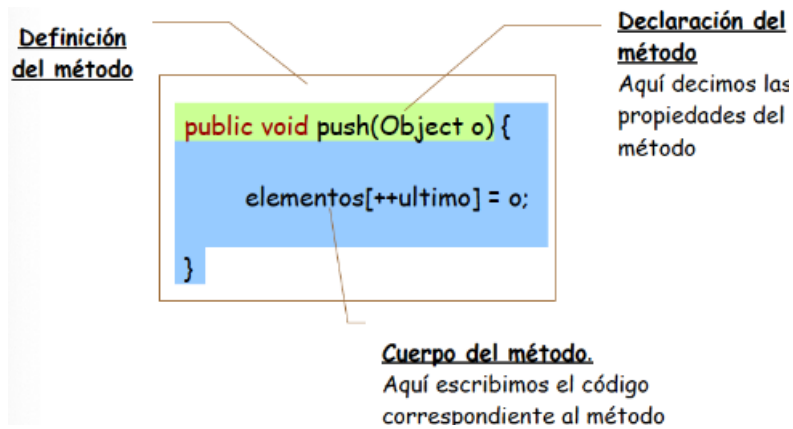 Definición
del método
Declaración del
método
Aquí decimos las
propiedades del
método
public void push(Object o) {
elementos[++ultimo] = o;
}
Cuerpo del método.
Aquí escribimos el código
correspondiente al método